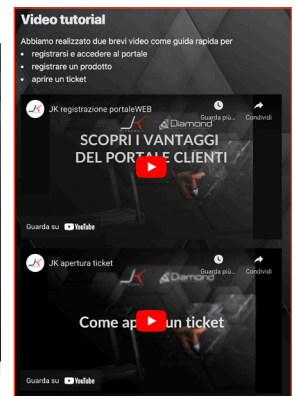 Video tutorial
Abbiamo realizzato due brevi video come guida rapida per
• registrarsi e accedere al portale
• registrare un prodotto
• aprire un ticket
JK registrazione portaleWEB
Guarda più...
Condividi
JK
Diamond
SCOPRI I VANTAGGI
DEL PORTALE CLIENTI
Guarda su YouTube
JK apertura ticket
Guarda più...
Condividi
JK
Diamond
Come ap un ticket
Guarda su YouTube